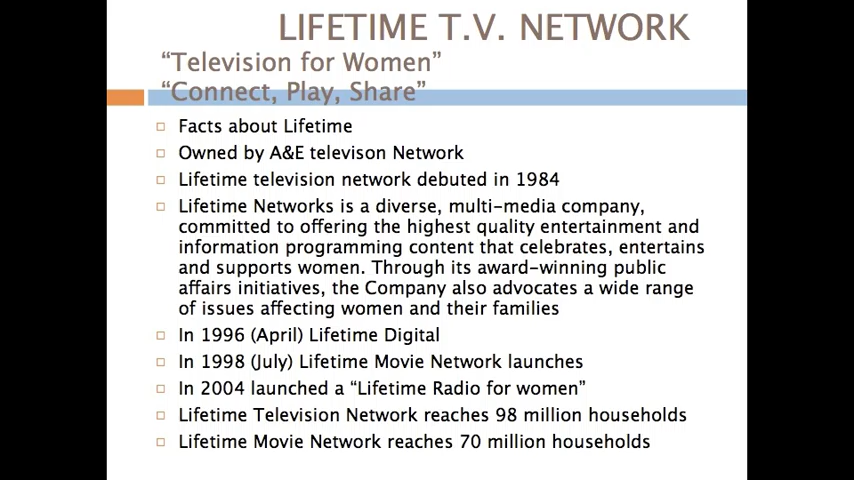 LIFETIME T.V. NETWORK
“Television for Women”
“Connect, Play, Share”
Facts about Lifetime
Owned by A&E televison Network
Lifetime television network debuted in 1984
Lifetime Networks is a diverse, multi-media company,
committed to offering the highest quality entertainment and
information programming content that celebrates, entertains
and supports women. Through its award-winning public
affairs initiatives, the Company also advocates a wide range
of issues affecting women and their families
In 1996 (April) Lifetime Digital
In 1998 (July) Lifetime Movie Network launches
In 2004 launched a “Lifetime Radio for women”
Lifetime Television Network reaches 98 million households
Lifetime Movie Network reaches 70 million households